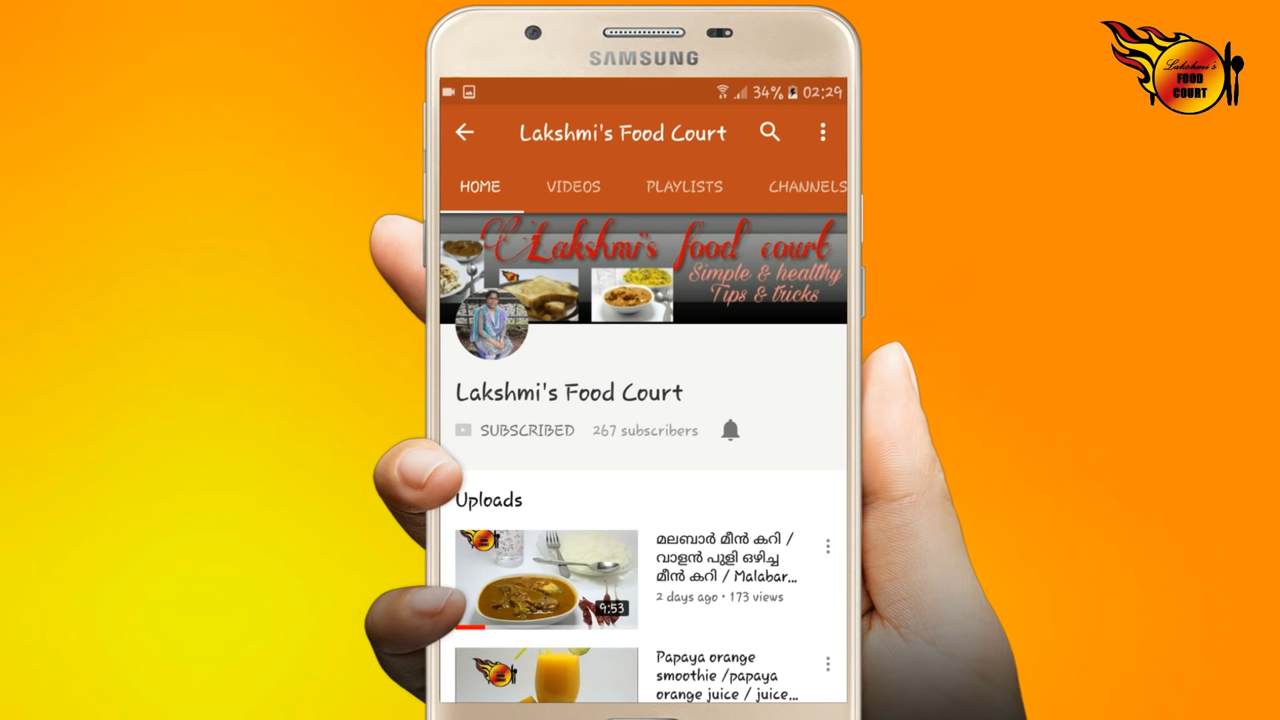 SAMSUNG
34% 02:29
Lakshmi's Food Court
HOME VIDEOS PLAYLISTS CHANNELS
Lakshmi's food court
Simple & healthy
Tips & tricks
Lakshmi's Food Court
SUBSCRIBED 267 subscribers
Uploads
മലബാർ മീൻ കറി /
വാളൻ പുളി ഒഴിച്ച
മീൻ കറി / Malabar...
2 days ago • 173 views
9:53
Papaya orange
smoothie /papaya
orange juice / juice...
Lakshmi's
FOOD
COURT